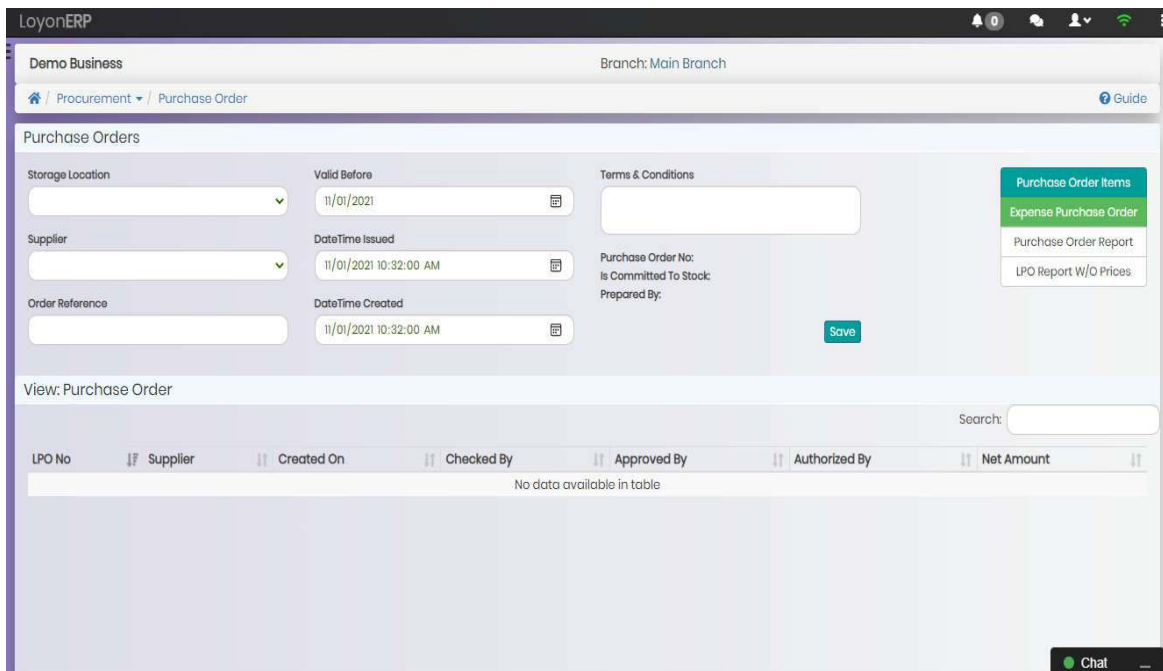 LoyonERP
0
Demo Business
Branch: Main Branch
/ Procurement / Purchase Order
Guide
Purchase Orders
Storage Location
Valid Before
11/01/2021
Terms & Conditions
Supplier
DateTime Issued
11/01/2021 10:32:00 AM
Order Reference
DateTime Created
11/01/2021 10:32:00 AM
Purchase Order No:
Is Committed To Stock:
Prepared By:
Save
Purchase Order Items
Expense Purchase Order
Purchase Order Report
LPO Report W/O Prices
View: Purchase Order
Search:
LPO No Supplier Created On Checked By Approved By Authorized By Net Amount
No data available in table
Chat